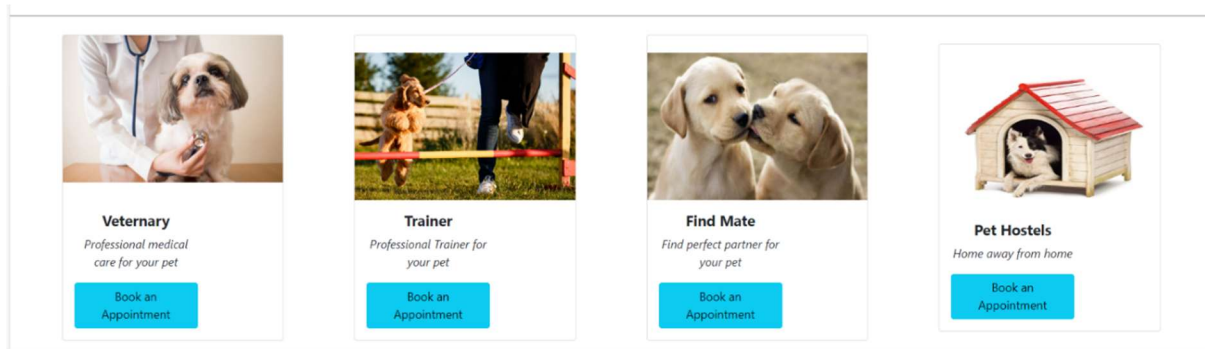 Veternary
Professional medical
care for your pet
Book an
Appointment
Trainer
Professional Trainer for
your pet
Book an
Appointment
Find Mate
Find perfect partner for
your pet
Book an
Appointment
Pet Hostels
Home away from home
Book an
Appointment